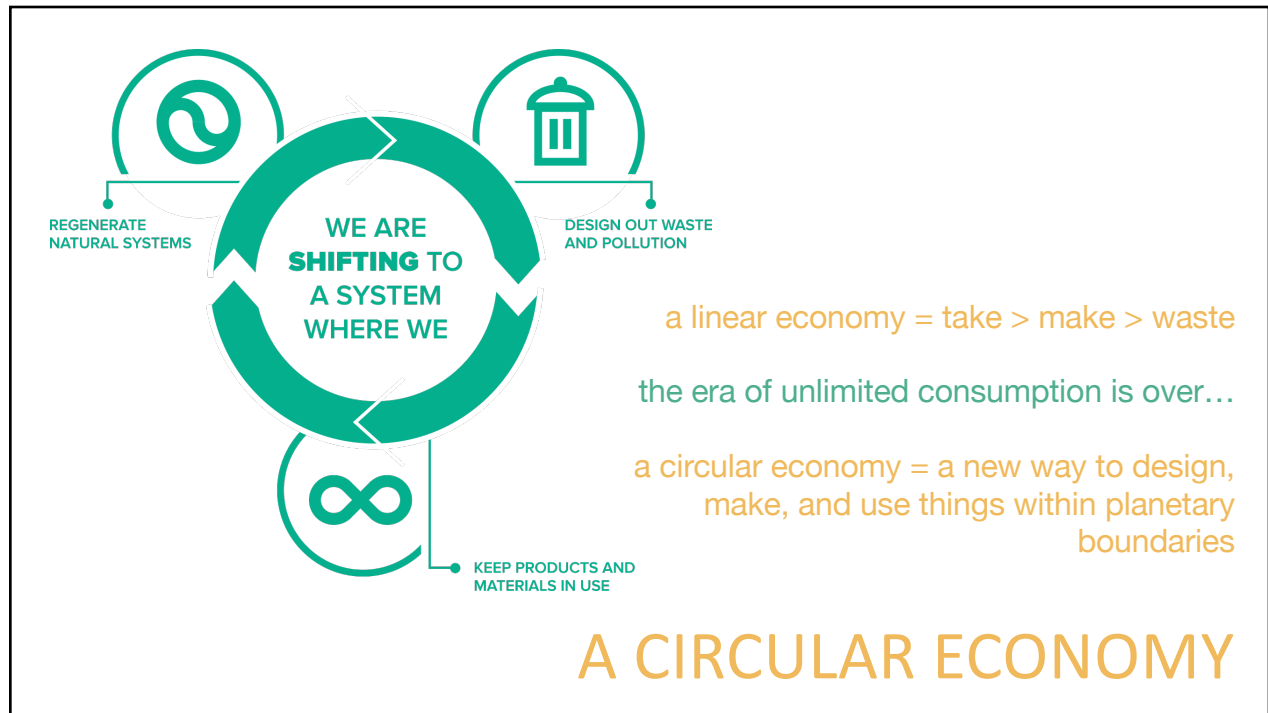 REGENERATE
NATURAL SYSTEMS
WE ARE
SHIFTING TO
A SYSTEM
WHERE WE
DESIGN OUT WASTE
AND POLLUTION
KEEP PRODUCTS AND
MATERIALS IN USE
a linear economy = take > make > waste
the era of unlimited consumption is over…
a circular economy = a new way to design,
make, and use things within planetary
boundaries
A CIRCULAR ECONOMY